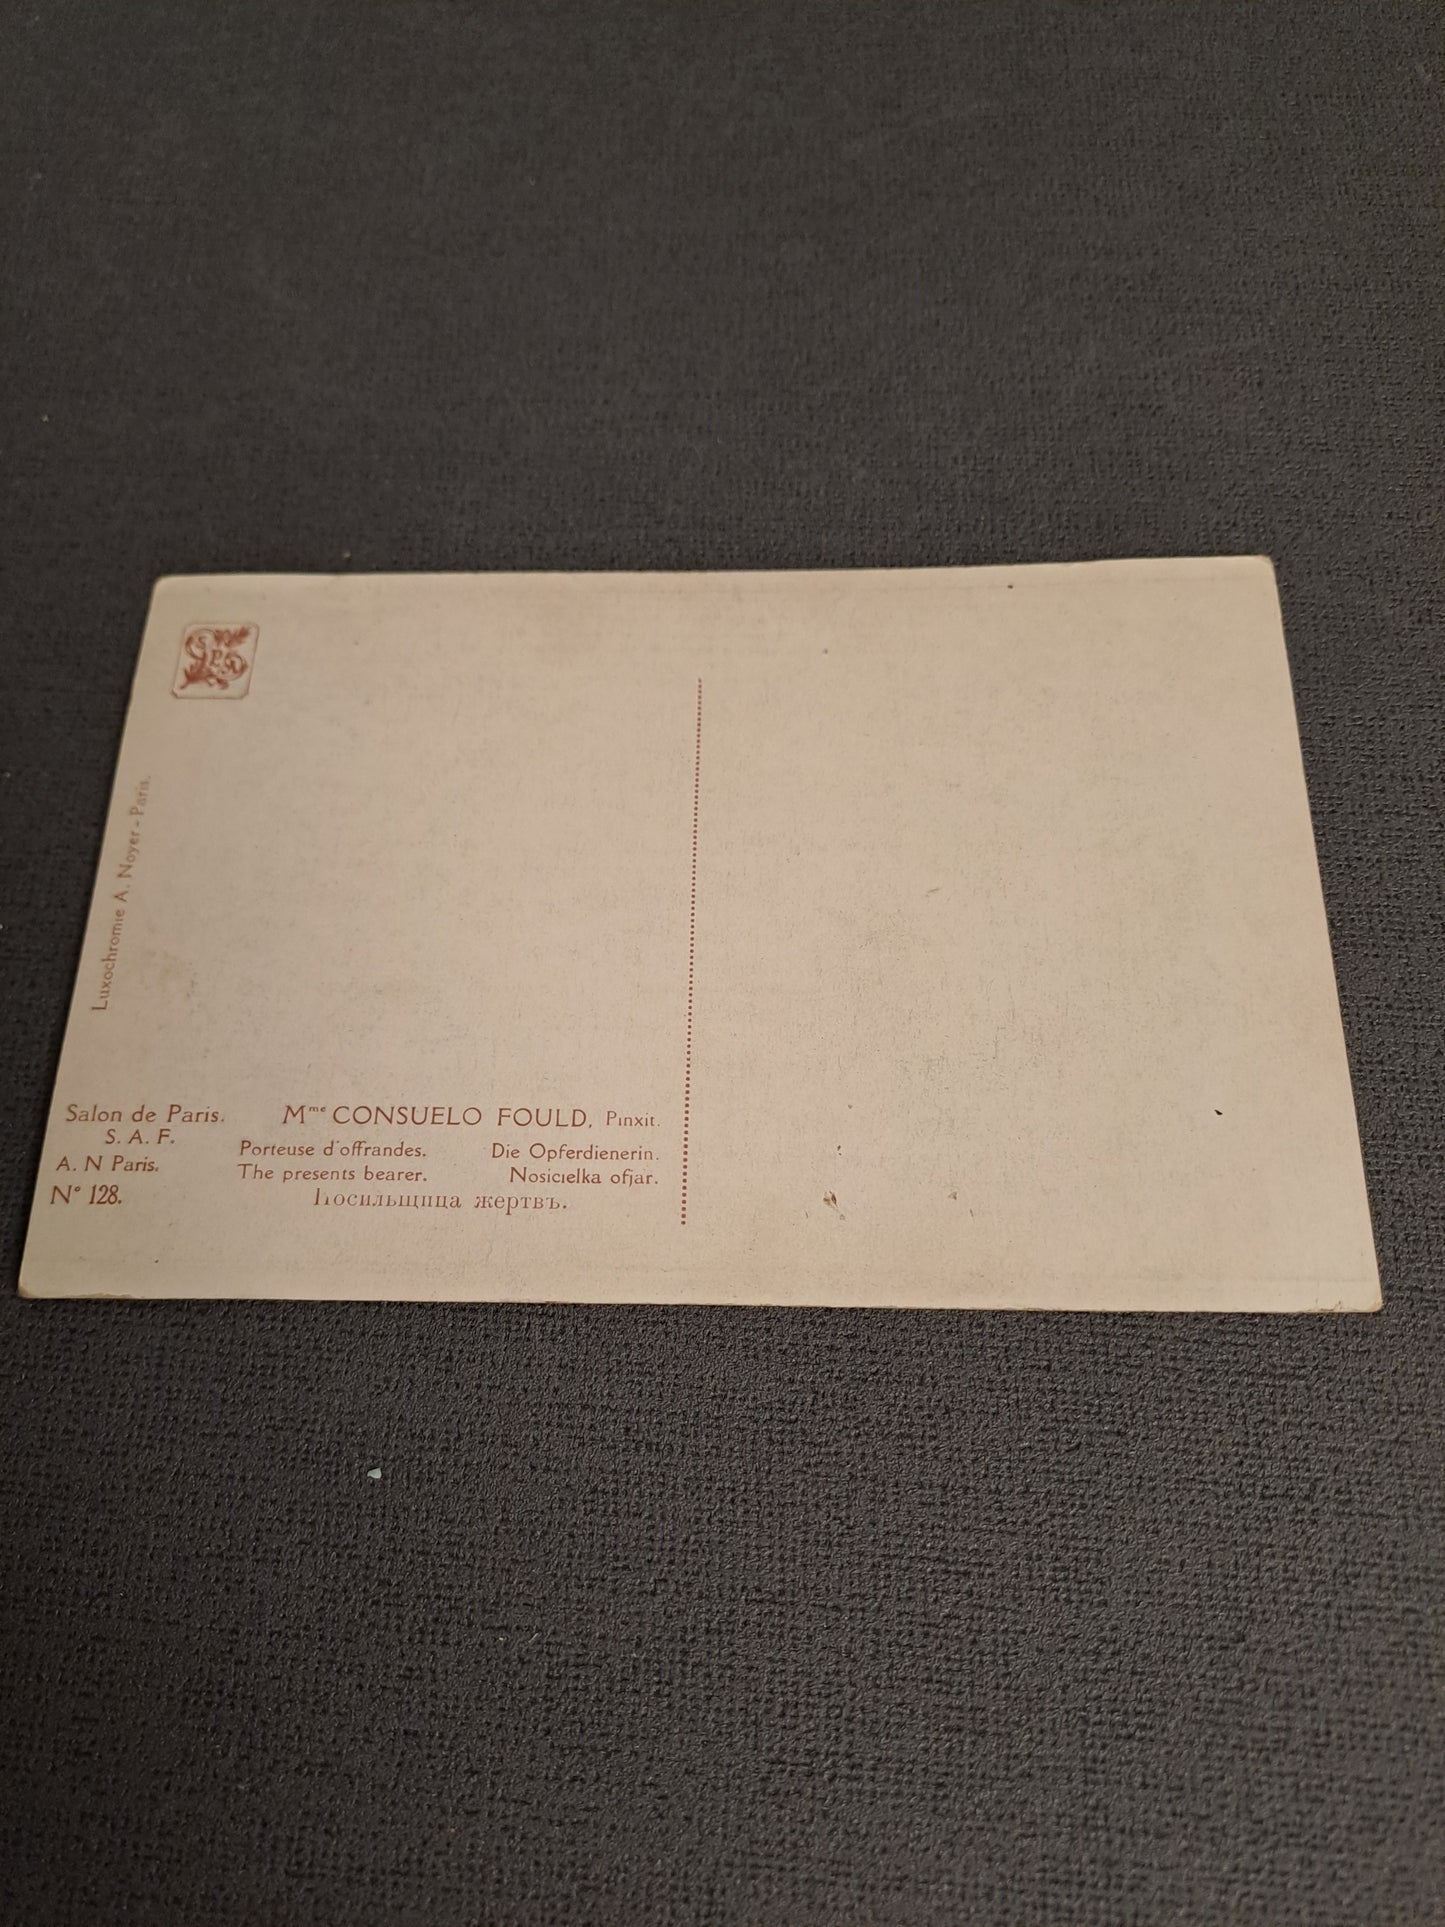 S P D
Luxochromie A. Noyer - Paris.
Salon de Paris.
S. A. F.
A. N Paris.
N° 128.
Mme CONSUELO FOULD, Pinxit.
Porteuse d'offrandes. Die Opferdienerin.
The presents bearer. Nosicielka ofjar.
Носильщица жертвъ.